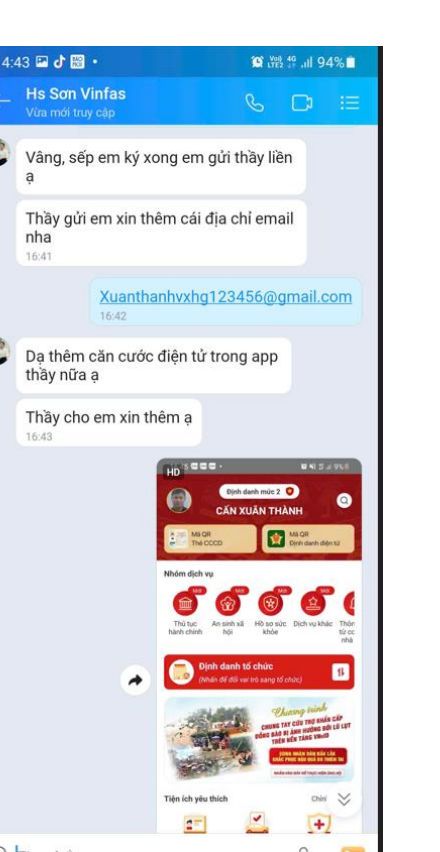 4:43
94%
Hs Sơn Vinfas
Vừa mới truy cập
Vâng, sếp em ký xong em gửi thầy liền
ạ
Thầy gửi em xin thêm cái địa chỉ email
nha
16:41
Xuanthanhvxhg123456@gmail.com
16:42
Dạ thêm căn cước điện tử trong app
thầy nữa ạ
Thầy cho em xin thêm ạ
16:43
HD
Định danh mức 2
CẤN XUÂN THÀNH
Mã QR
Thẻ CCCD
Mã QR
Định danh điện tử
Nhóm dịch vụ
Mới
Mới
Mới
Mới
Thủ tục
hành chính
An sinh xã
hội
Hồ sơ sức
khỏe
Dịch vụ khác
Định danh tổ chức
(Nhấn để đổi vai trò sang tổ chức)
Chương trình
CHUNG TAY CỨU TRỢ KHẨN CẤP
ĐỒNG BÀO BỊ ẢNH HƯỞNG BỞI LŨ LỤT
TRÊN NỀN TẢNG VNeID
Tiện ích yêu thích